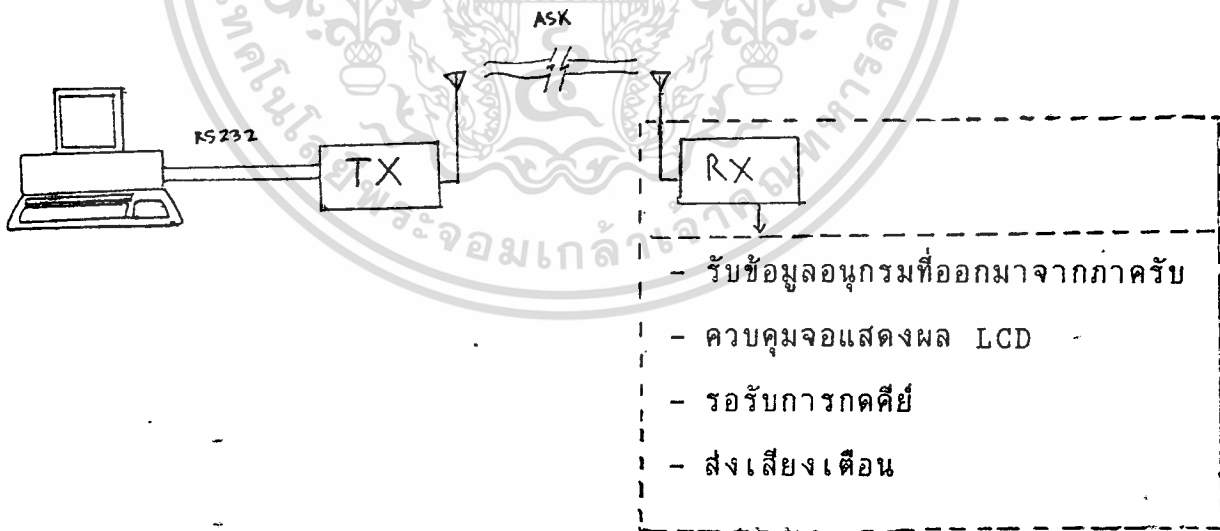 ASK
RS232
TX
RX
- รับข้อมูลอนุกรมที่ออกมาจากภาครับ
- ควบคุมจอแสดงผล LCD
- รอรับการกดคีย์
- ส่งเสียงเตือน